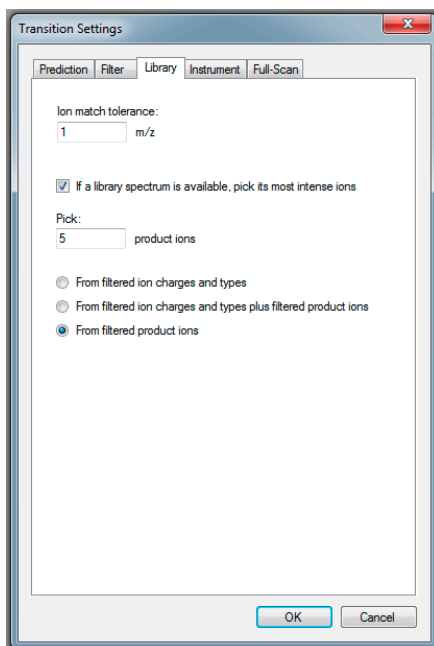 Transition Settings
Prediction Filter Library Instrument Full-Scan
Ion match tolerance:
1 m/z
If a library spectrum is available, pick its most intense ions
Pick:
5 product ions
From filtered ion charges and types
From filtered ion charges and types plus filtered product ions
From filtered product ions
OK Cancel